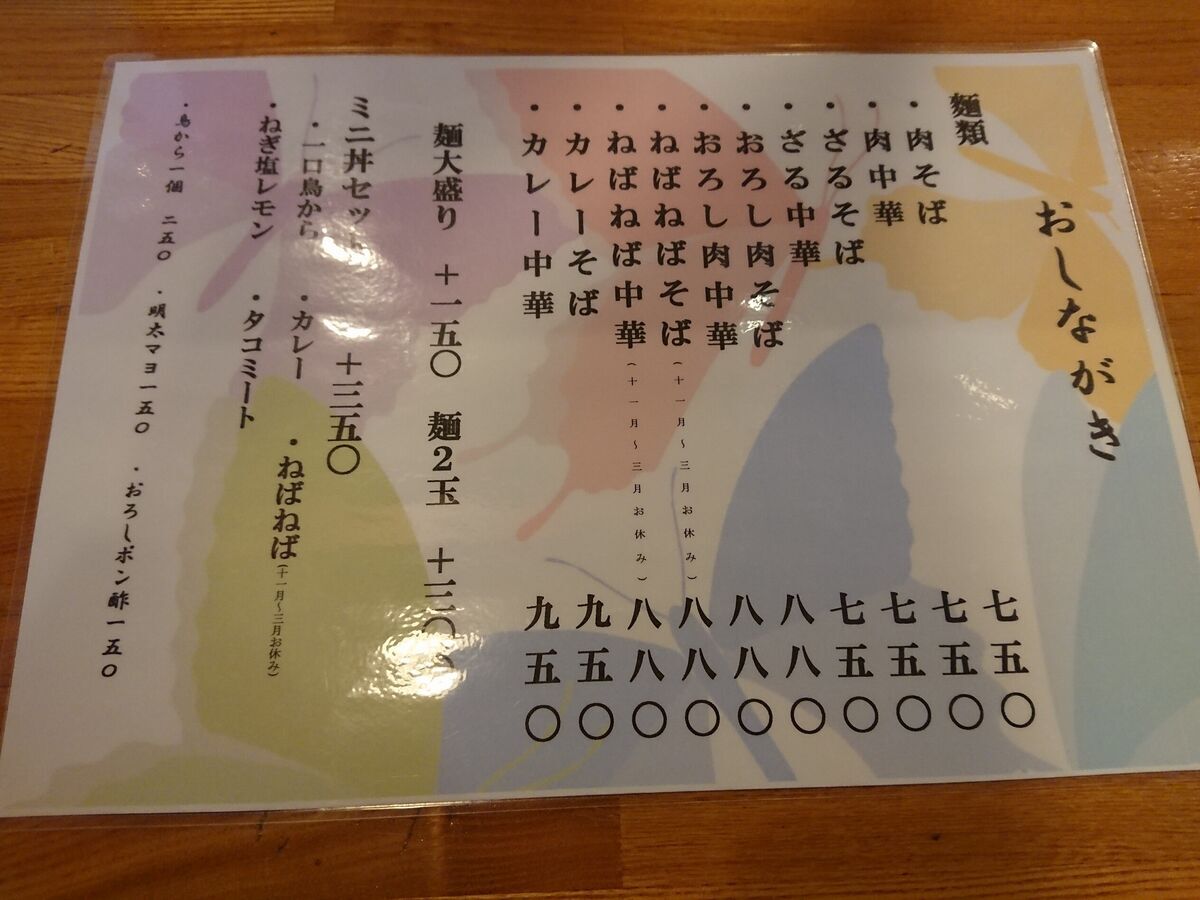 おしながき
麺類
・肉そば 七五〇
・肉中華 七五〇
・ざるそば 七五〇
・ざる中華 七五〇
・おろし肉そば 八八〇
・おろし肉中華 八八〇
・ねばねばそば(十一月～三月お休み) 八八〇
・ねばねば中華(十一月～三月お休み) 八八〇
・カレーそば 九五〇
・カレー中華 九五〇
麺大盛り ＋一五〇 麺2玉 ＋三〇〇
ミニ丼セット ＋三五〇
・一口鳥から ・カレー ・ねばねば(十一月～三月お休み)
・ねぎ塩レモン ・タコミート
・鳥から一個 二五〇 ・明太マヨ一五〇 ・おろしポン酢一五〇